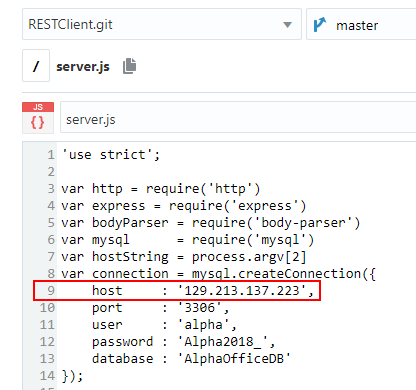 RESTClient.git master
/ server.js
JS
{} server.js
1 'use strict';
2
3 var http = require('http')
4 var express = require('express')
5 var bodyParser = require('body-parser')
6 var mysql      = require('mysql')
7 var hostString = process.argv[2]
8 var connection = mysql.createConnection({
9     host     : '129.213.137.223',
10     port     : '3306',
11     user     : 'alpha',
12     password : 'Alpha2018_',
13     database : 'AlphaOfficeDB'
14 });